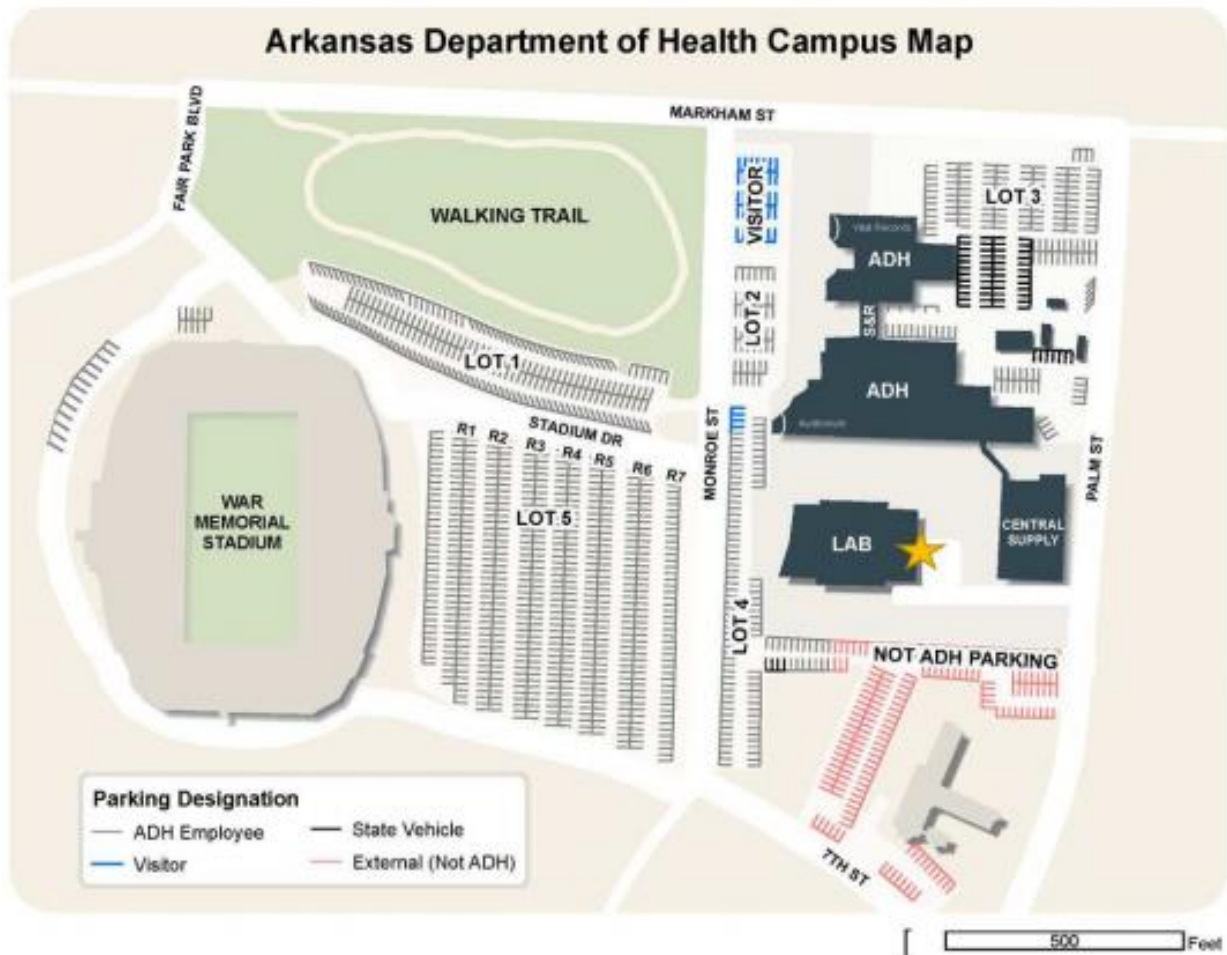 Arkansas Department of Health Campus Map
MARKHAM ST
FAIR PARK BLVD
WALKING TRAIL
VISITOR
LOT 3
Vital Records
ADH
LOT 2
S&R
LOT 1
ADH
Auditorium
STADIUM DR
MONROE ST
PALM ST
R1 R2 R3 R4 R5 R6 R7
WAR
MEMORIAL
STADIUM
LOT 5
LAB
CENTRAL
SUPPLY
LOT 4
NOT ADH PARKING
7TH ST
Parking Designation
ADH Employee
State Vehicle
Visitor
External (Not ADH)
500
Feet